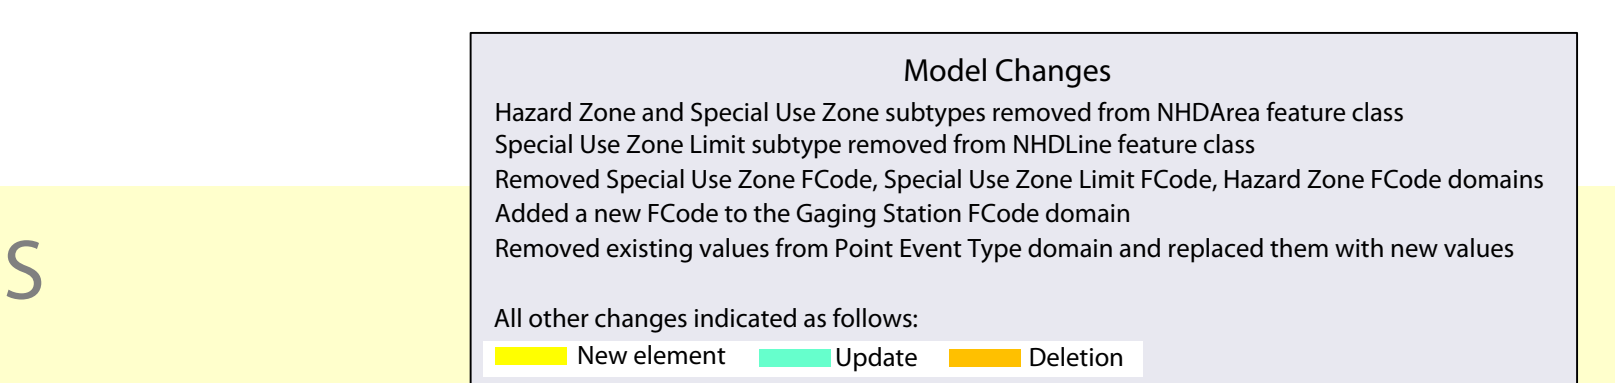 Model Changes
Hazard Zone and Special Use Zone subtypes removed from NHDArea feature class
Special Use Zone Limit subtype removed from NHDLine feature class
Removed Special Use Zone FCode, Special Use Zone Limit FCode, Hazard Zone FCode domains
Added a new FCode to the Gaging Station FCode domain
Removed existing values from Point Event Type domain and replaced them with new values
s
All other changes indicated as follows:
New element Update Deletion